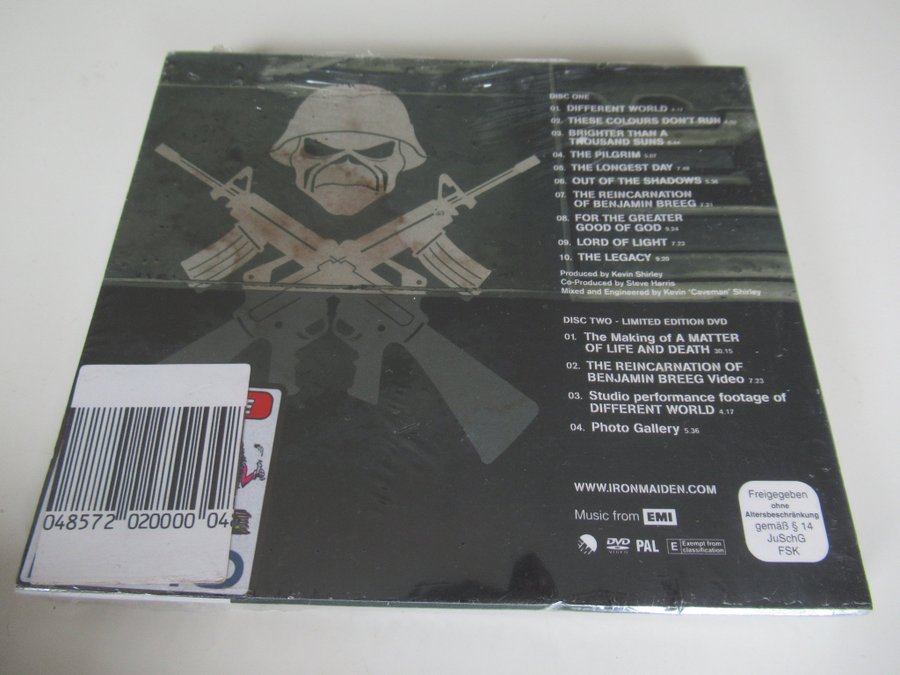 DISC ONE
01. DIFFERENT WORLD 4.17
02. THESE COLOURS DON'T RUN
03. BRIGHTER THAN A
THOUSAND SUNS 8.44
04. THE PILGRIM 5.07
05. THE LONGEST DAY 7.48
06. OUT OF THE SHADOWS 5.36
07. THE REINCARNATION
OF BENJAMIN BREEG 7.21
08. FOR THE GREATER
GOOD OF GOD 9.24
09. LORD OF LIGHT 7.23
10. THE LEGACY 9.20
Produced by Kevin Shirley
Co-Produced by Steve Harris
Mixed and Engineered by Kevin 'Caveman' Shirley
DISC TWO - LIMITED EDITION DVD
01. The Making of A MATTER
OF LIFE AND DEATH 30.15
02. THE REINCARNATION OF
BENJAMIN BREEG Video 7.23
03. Studio performance footage of
DIFFERENT WORLD 4.17
04. Photo Gallery 5.36
WWW.IRONMAIDEN.COM
Music from EMI
DVD VIDEO PAL E Exempt from
classification
Freigegeben
ohne
Altersbeschränkung
gemäß § 14
JuSchG
FSK
048572 020000 04